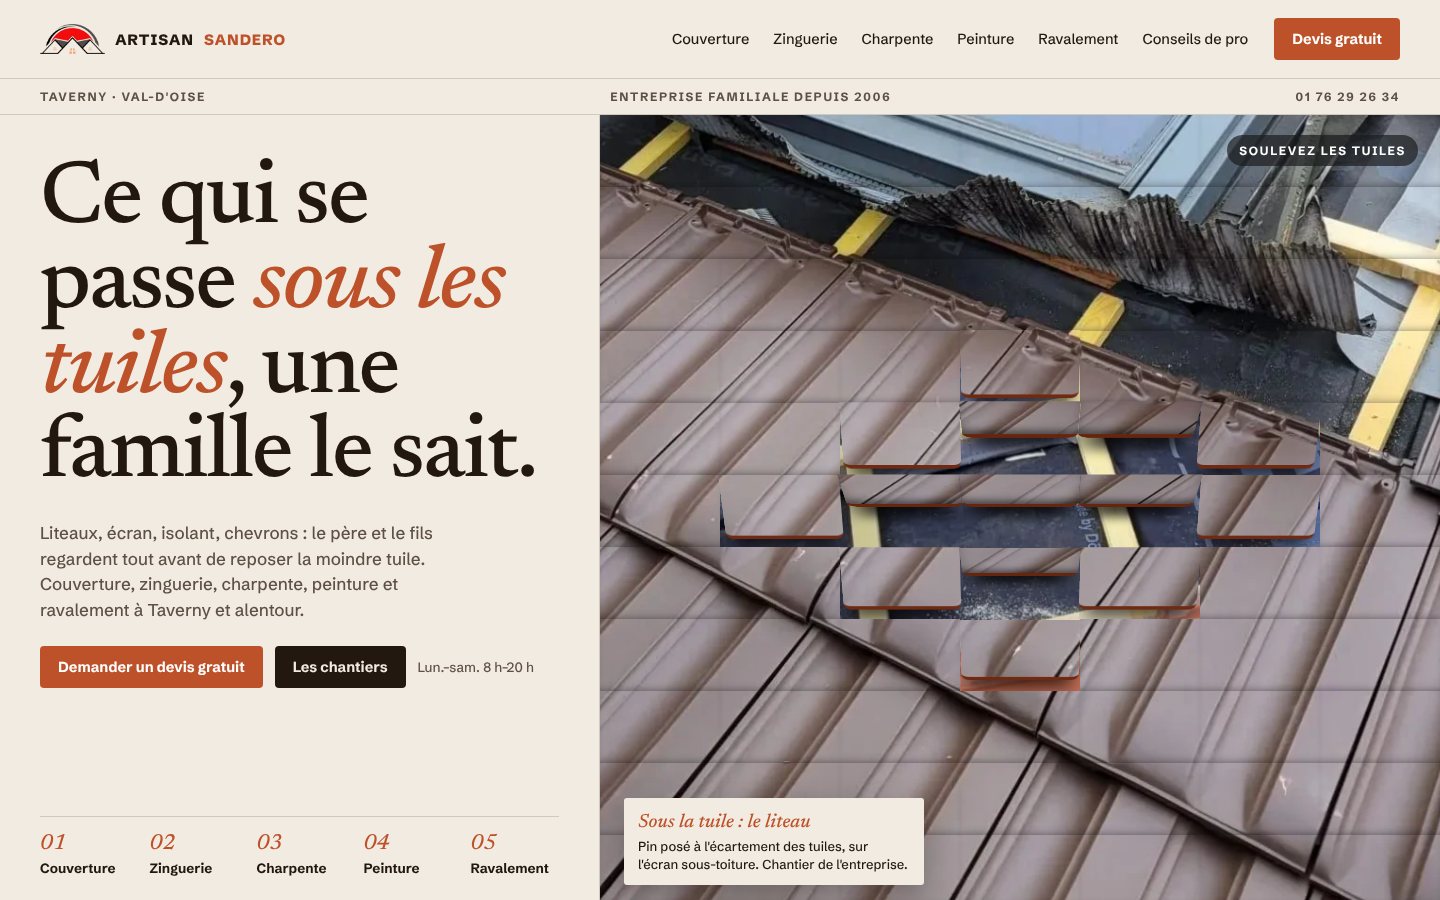 ARTISAN SANDERO
Couverture
Zinguerie
Charpente
Peinture
Ravalement
Conseils de pro
Devis gratuit
TAVERNY · VAL-D'OISE
ENTREPRISE FAMILIALE DEPUIS 2006
01 76 29 26 34
Ce qui se
passe sous les
tuiles, une
famille le sait.
Liteaux, écran, isolant, chevrons : le père et le fils
regardent tout avant de reposer la moindre tuile.
Couverture, zinguerie, charpente, peinture et
ravalement à Taverny et alentour.
Demander un devis gratuit
Les chantiers
Lun.–sam. 8 h–20 h
01
Couverture
02
Zinguerie
03
Charpente
04
Peinture
05
Ravalement
SOULEVEZ LES TUILES
Sous la tuile : le liteau
Pin posé à l'écartement des tuiles, sur
l'écran sous-toiture. Chantier de l'entreprise.